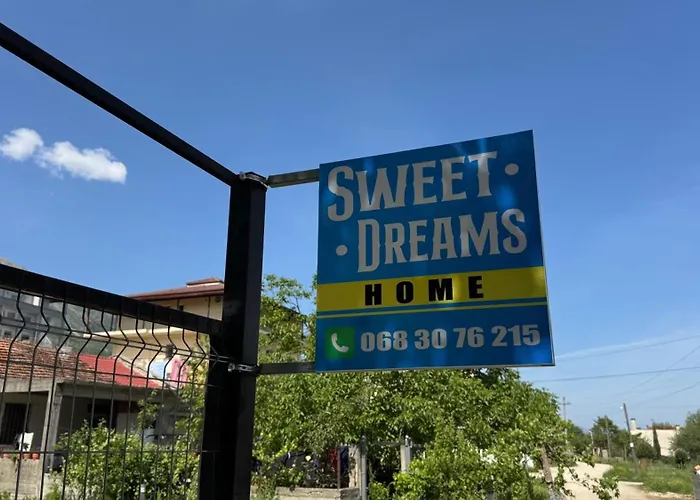 SWEET •
• DREAMS
HOME
068 30 76 215